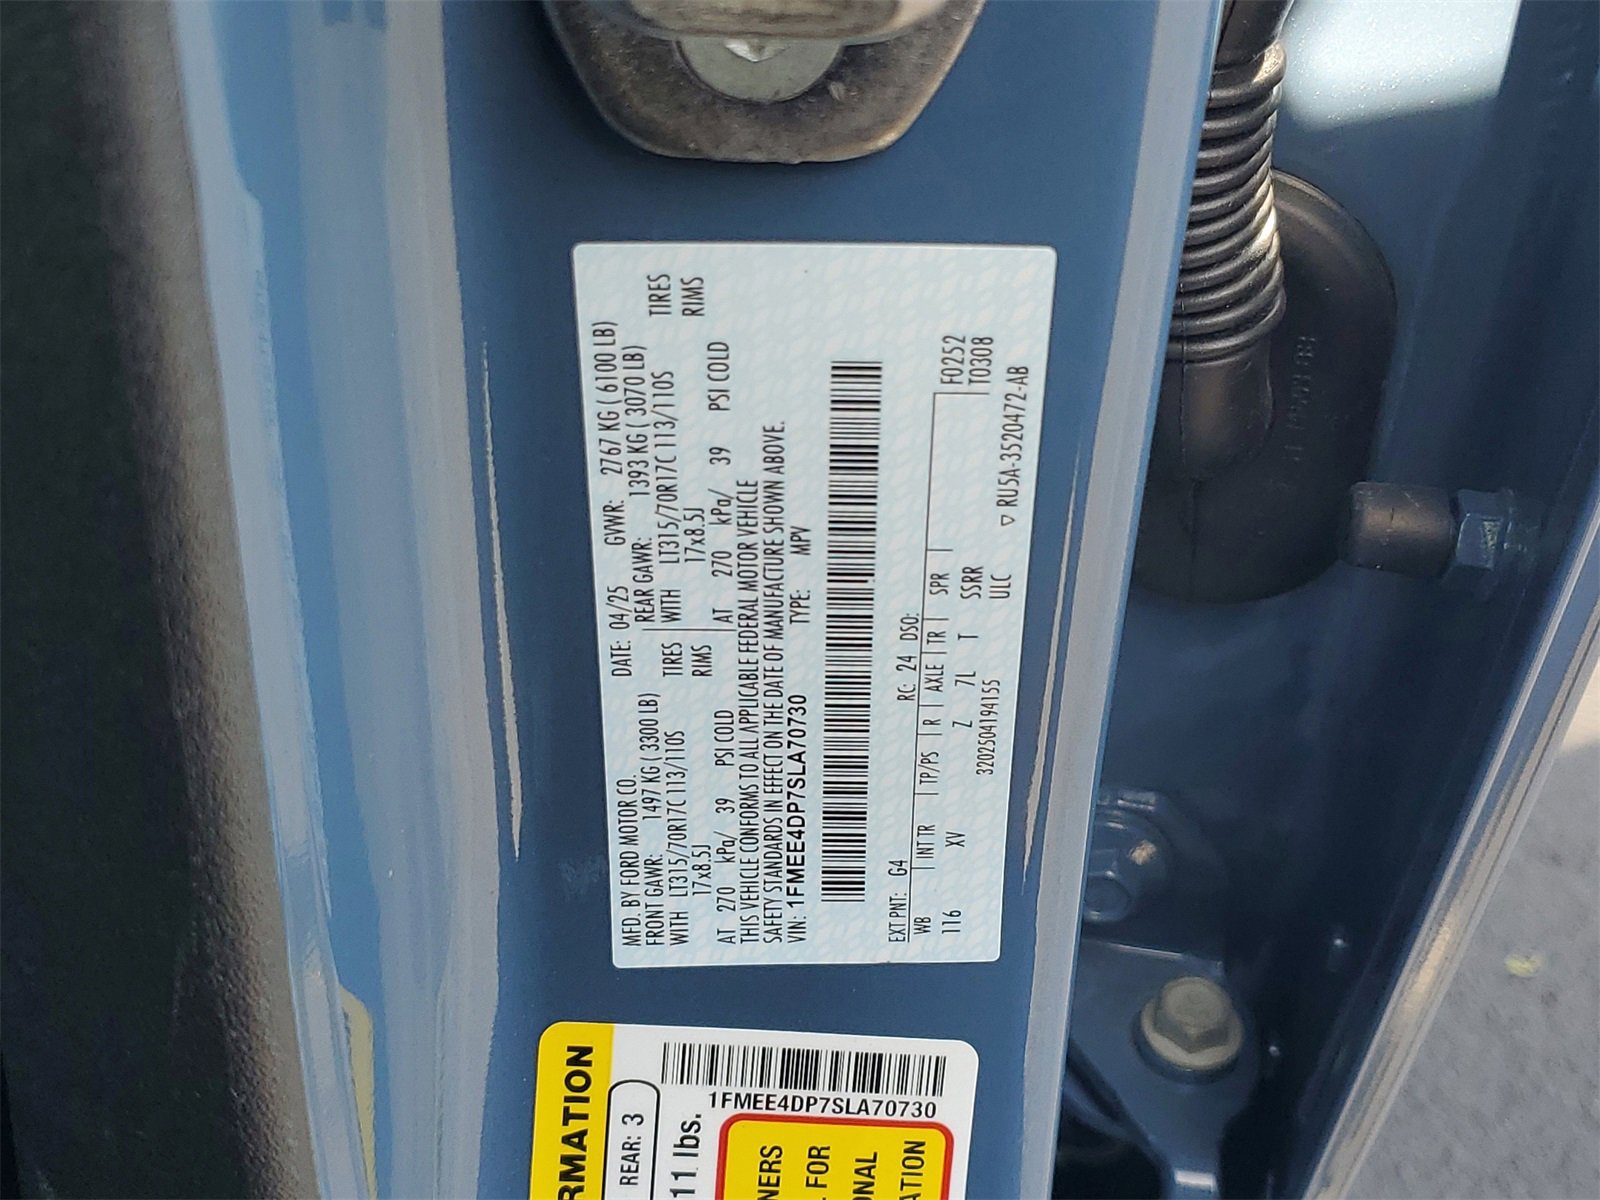 MFD. BY FORD MOTOR CO. DATE: 04/25 GVWR: 2767 KG ( 6100 LB)
FRONT GAWR: 1497 KG ( 3300 LB) REAR GAWR: 1393 KG ( 3070 LB)
WITH LT315/70R17C 113/110S TIRES WITH LT315/70R17C 113/110S TIRES
17x8.5J RIMS 17x8.5J RIMS
AT 270 kPa/ 39 PSI COLD AT 270 kPa/ 39 PSI COLD
THIS VEHICLE CONFORMS TO ALL APPLICABLE FEDERAL MOTOR VEHICLE
SAFETY STANDARDS IN EFFECT ON THE DATE OF MANUFACTURE SHOWN ABOVE.
VIN: 1FMEE4DP7SLA70730 TYPE: MPV
EXT PNT: G4 RC: 24 DSO:
WB INT TR TP/PS R AXLE TR SPR F0252
116 XV Z 7L T SSRR T0308
3202504194155 ULC ▽ RU5A-3520472-AB
RMATION
REAR: 3
11 lbs.
1FMEE4DP7SLA70730
NERS
FOR
ONAL
ATION